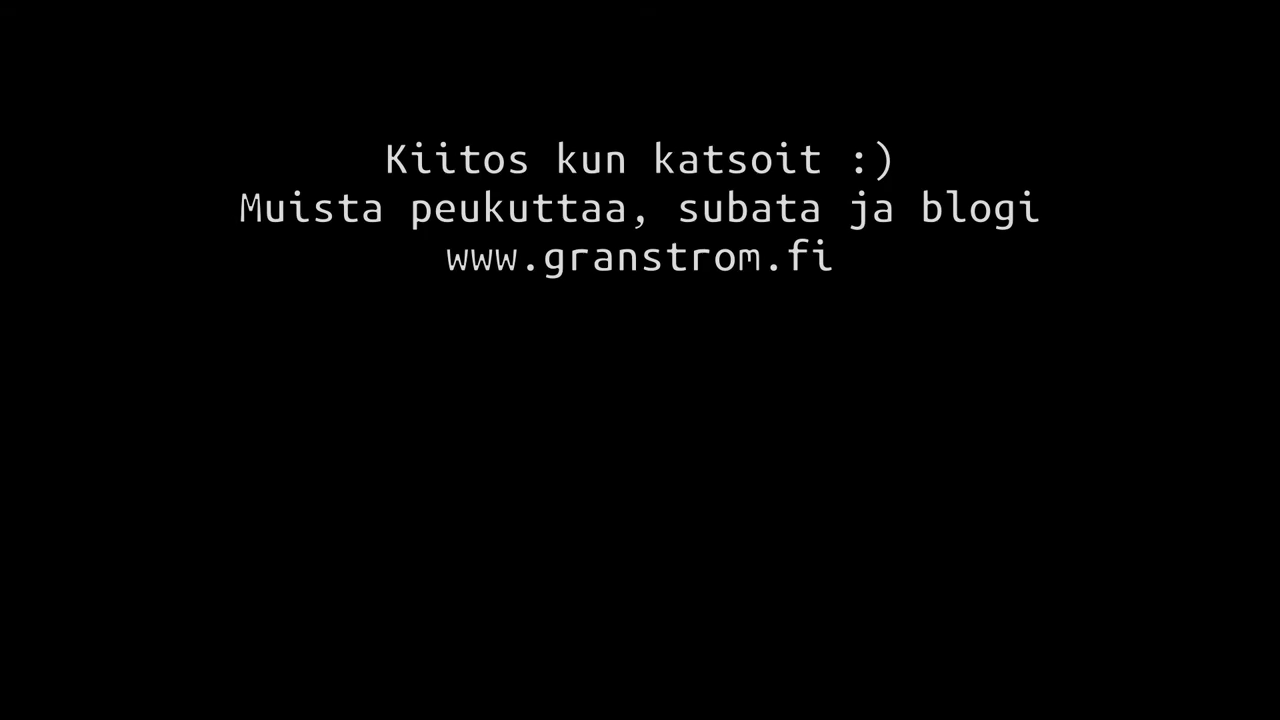 Kiitos kun katsoit :)
Muista peukuttaa, subata ja blogi
www.granstrom.fi